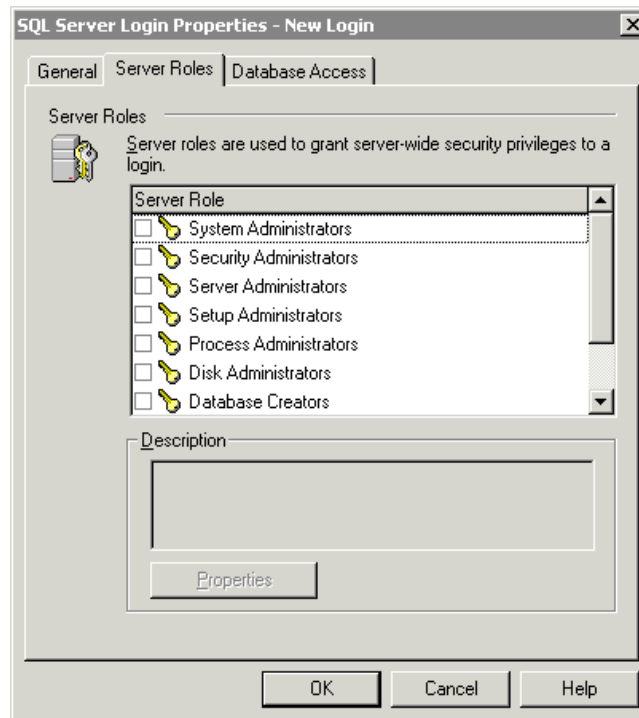 SQL Server Login Properties - New Login
General
Server Roles
Database Access
Server Roles
Server roles are used to grant server-wide security privileges to a
login.
Server Role
System Administrators
Security Administrators
Server Administrators
Setup Administrators
Process Administrators
Disk Administrators
Database Creators
Description
Properties
OK
Cancel
Help